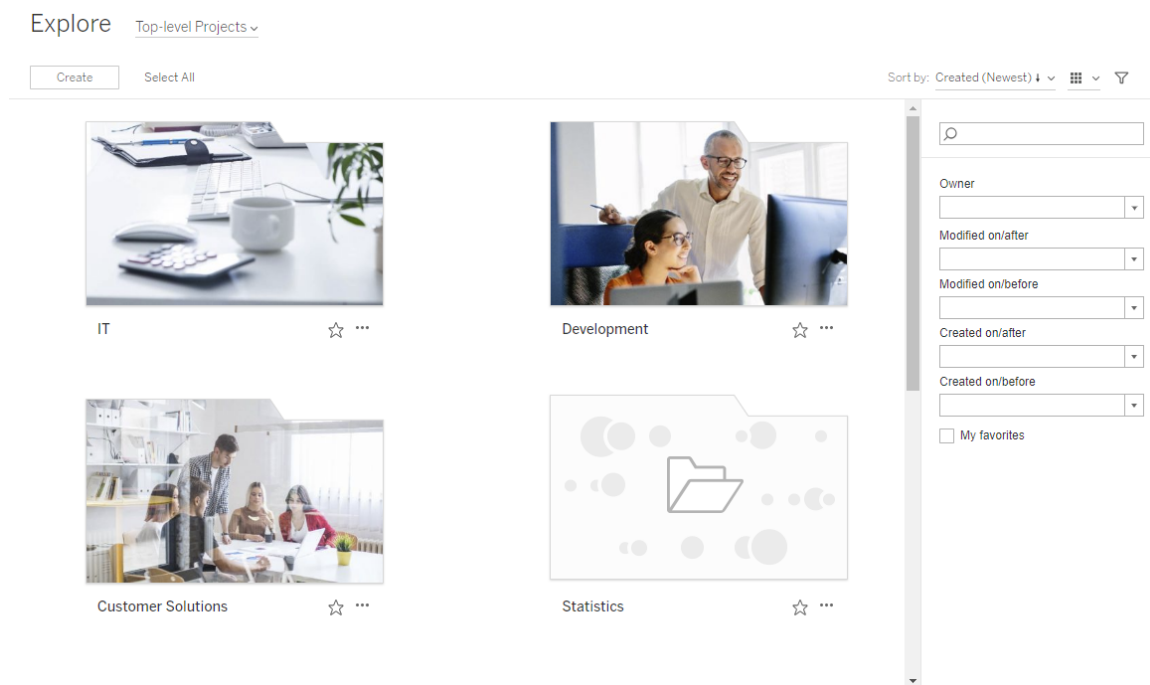 Explore Top-level Projects
Create Select All Sort by: Created (Newest)
Owner
Modified on/after
Modified on/before
Created on/after
Created on/before
My favorites
IT
Development
Customer Solutions
Statistics